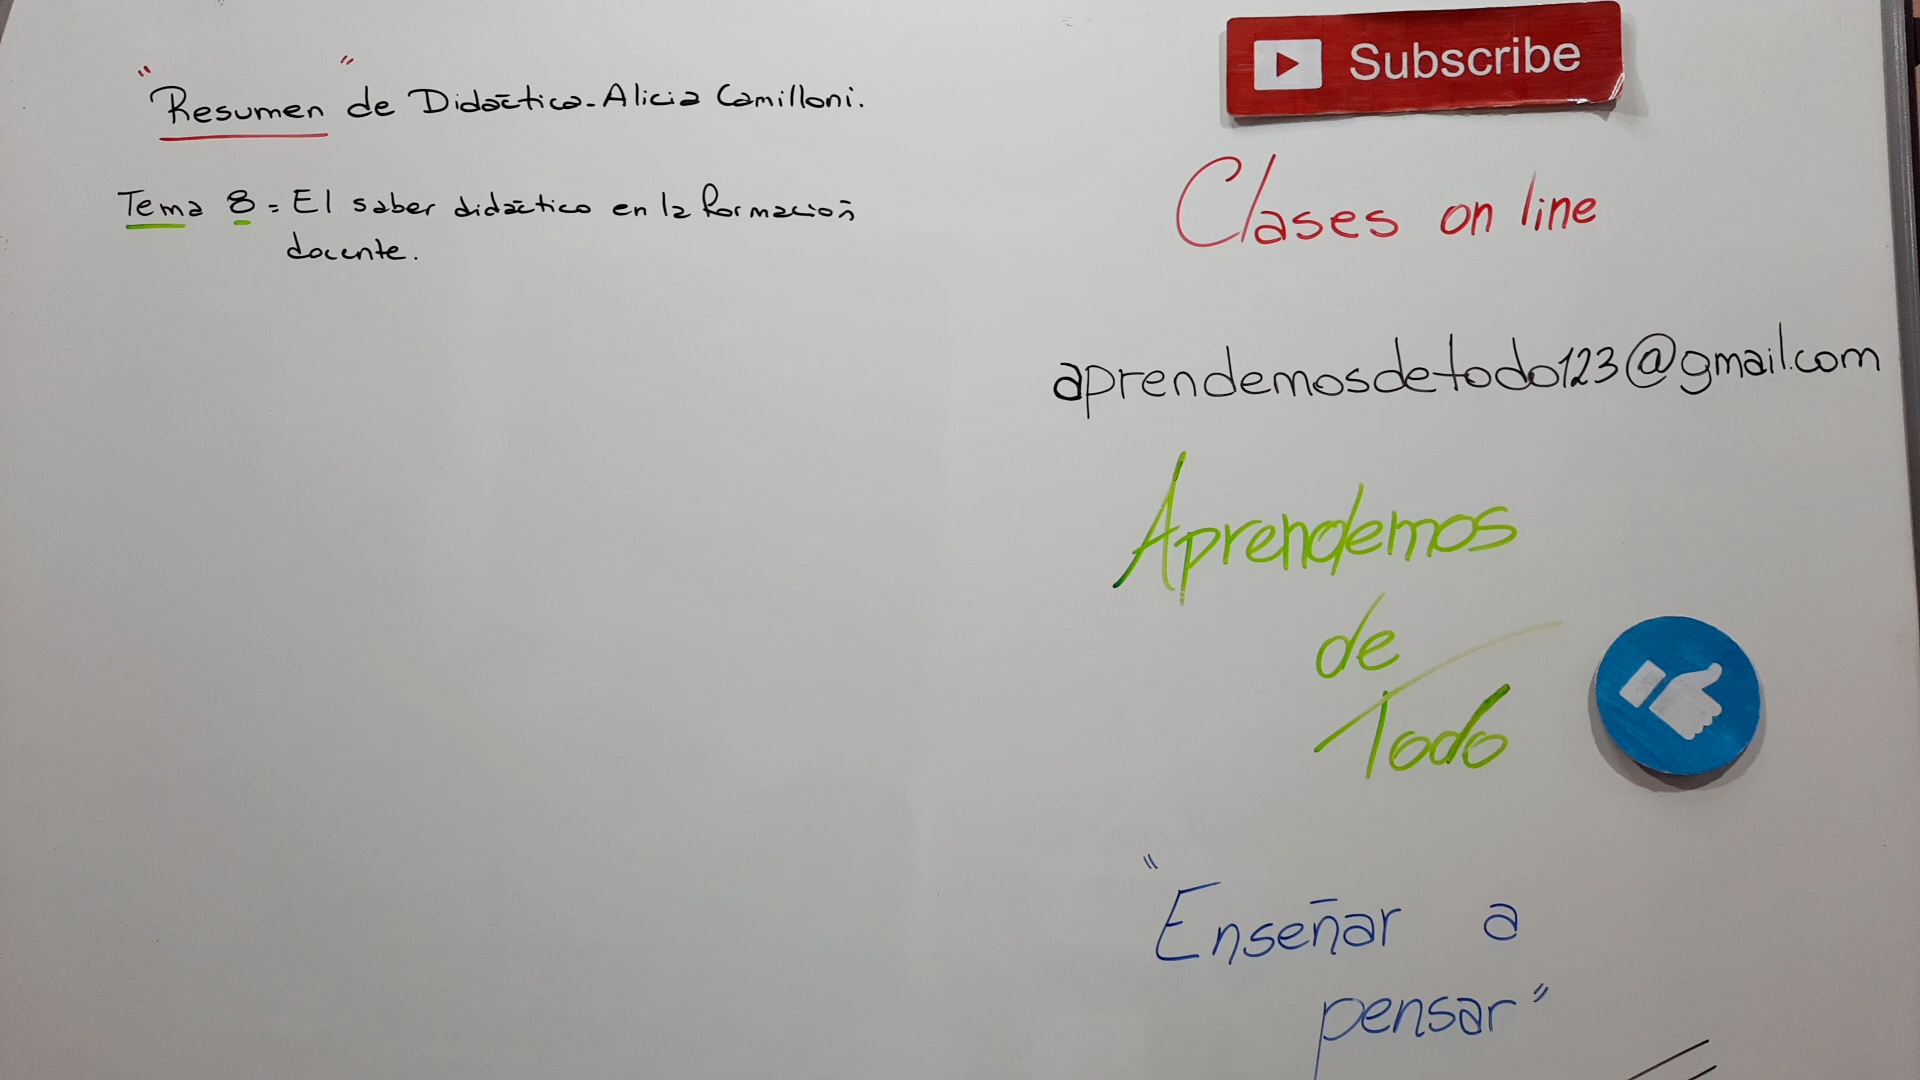 "Resumen" de Didáctica-Alicia Camilloni.
Tema 8 = El saber didáctico en la formación
docente.
Subscribe
Clases on line
aprendemosdetodo123@gmail.com
Aprendemos
de
Todo
"Enseñar a
pensar"